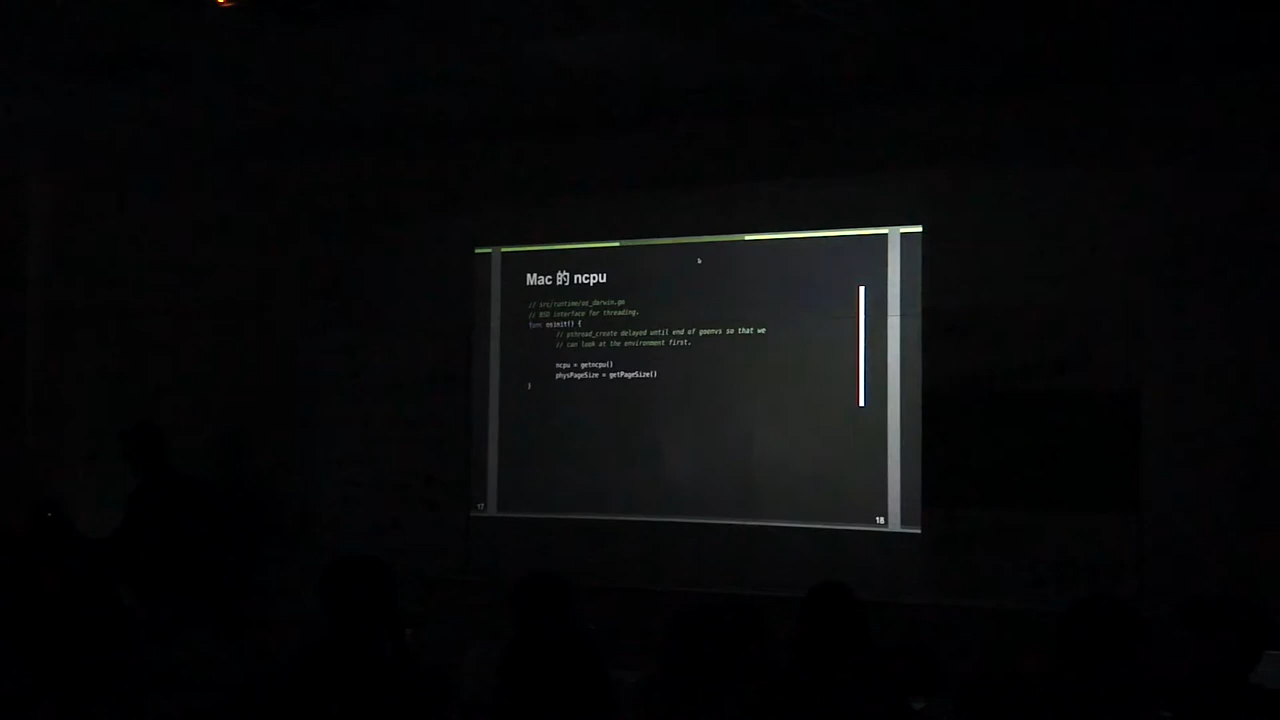 Mac 的 ncpu
// src/runtime/os_darwin.go
// BSD interface for threading.
func osinit() {
// pthread_create delayed until end of goenvs so that we
// can look at the environment first.
ncpu = getncpu()
physPageSize = getPageSize()
}
17
18